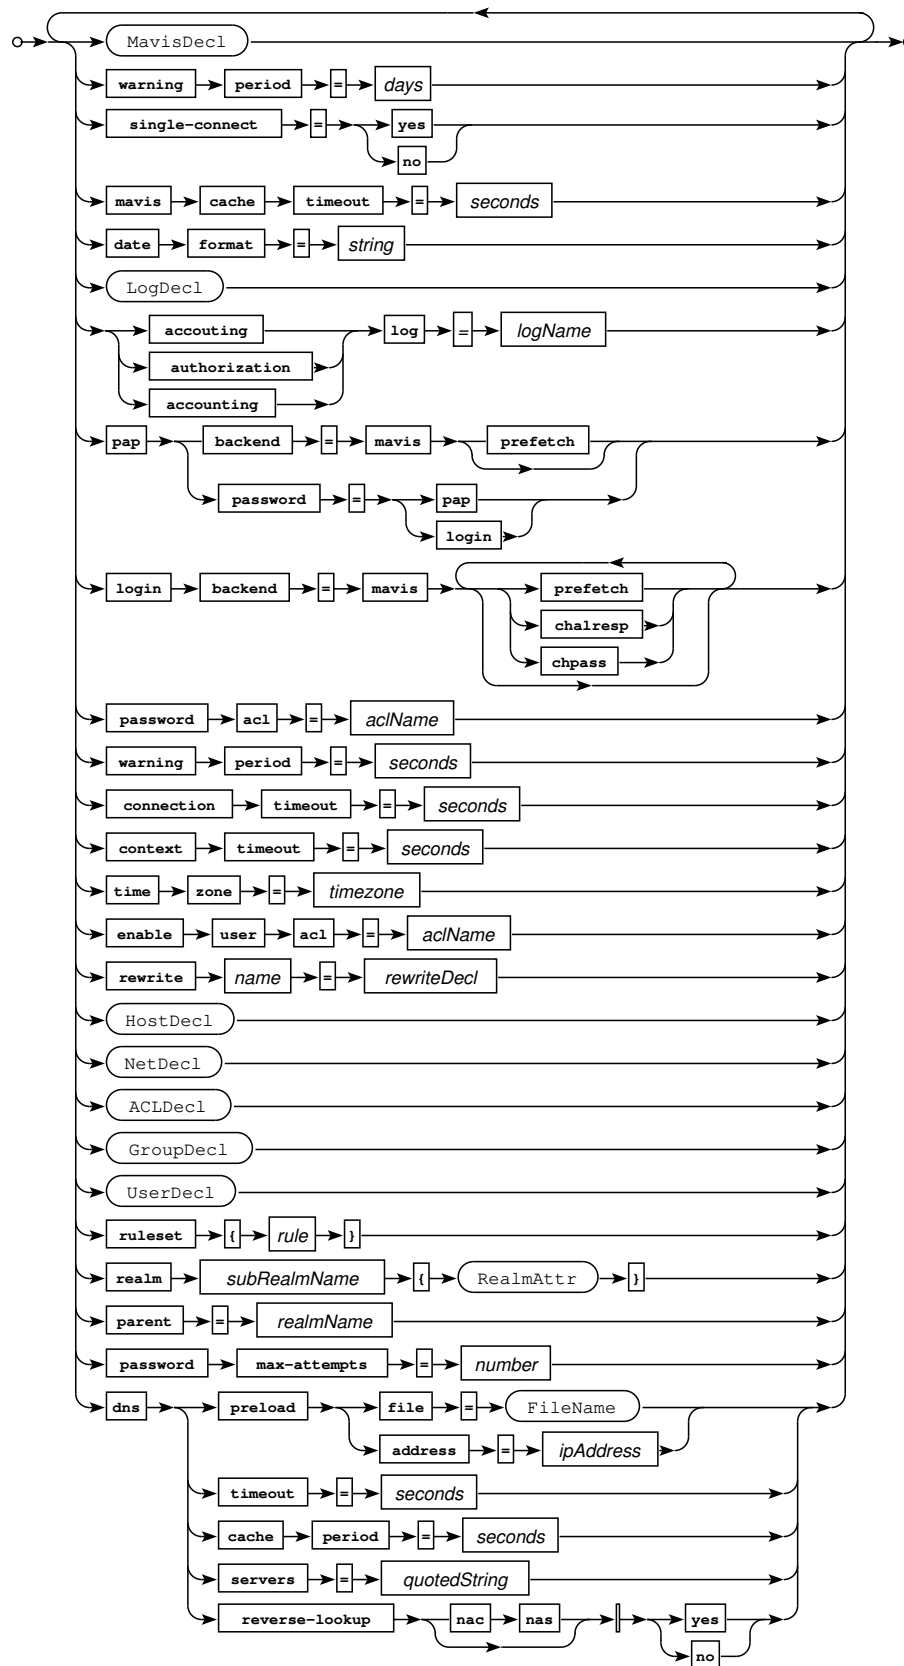 MavisDecl
warning period = days
single-connect = yes
no
mavis cache timeout = seconds
date format = string
LogDecl
accouting log = logName
authorization
accounting
pap backend = mavis prefetch
password = pap
login
login backend = mavis prefetch
chalresp
chpass
password acl = aclName
warning period = seconds
connection timeout = seconds
context timeout = seconds
time zone = timezone
enable user acl = aclName
rewrite name = rewriteDecl
HostDecl
NetDecl
ACLDecl
GroupDecl
UserDecl
ruleset { rule }
realm subRealmName { RealmAttr }
parent = realmName
password max-attempts = number
dns preload file = FileName
address = ipAddress
timeout = seconds
cache period = seconds
servers = quotedString
reverse-lookup nac nas yes
no